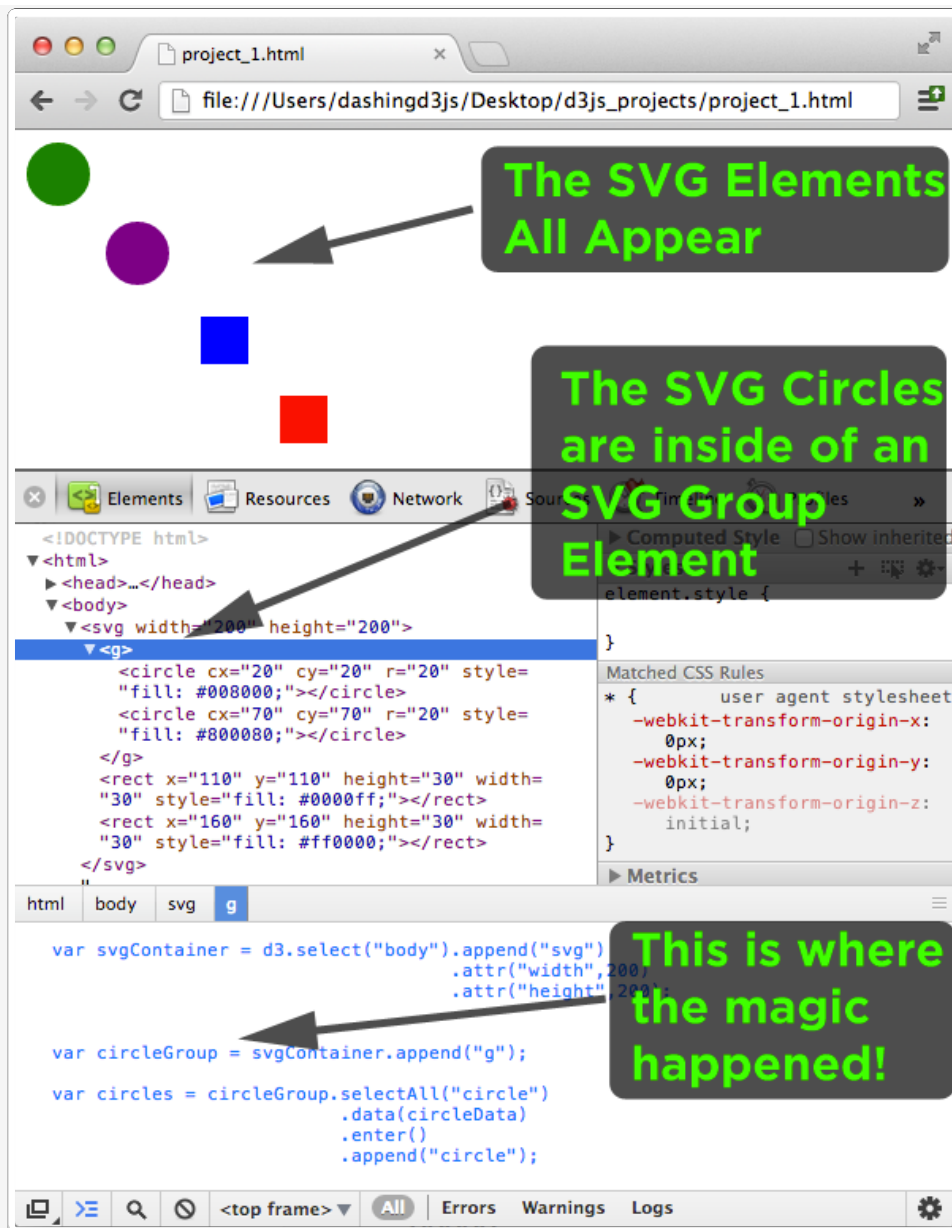 project_1.html
file:///Users/dashingd3js/Desktop/d3js_projects/project_1.html
The SVG Elements
All Appear
The SVG Circles
are inside of an
SVG Group
Element
Elements Resources Network Sources Timeline Profiles »
<!DOCTYPE html>
▼<html>
▶<head>…</head>
▼<body>
▼<svg width="200" height="200">
▼<g>
<circle cx="20" cy="20" r="20" style=
"fill: #008000;"></circle>
<circle cx="70" cy="70" r="20" style=
"fill: #800080;"></circle>
</g>
<rect x="110" y="110" height="30" width=
"30" style="fill: #0000ff;"></rect>
<rect x="160" y="160" height="30" width=
"30" style="fill: #ff0000;"></rect>
</svg>
"
▶ Computed Style Show inherited
element.style {
}
Matched CSS Rules
* { user agent stylesheet
-webkit-transform-origin-x:
0px;
-webkit-transform-origin-y:
0px;
-webkit-transform-origin-z:
initial;
}
▶ Metrics
html body svg g
var svgContainer = d3.select("body").append("svg")
.attr("width",200)
.attr("height",200);
This is where
the magic
happened!
var circleGroup = svgContainer.append("g");
var circles = circleGroup.selectAll("circle")
.data(circleData)
.enter()
.append("circle");
<top frame> ▼ All Errors Warnings Logs